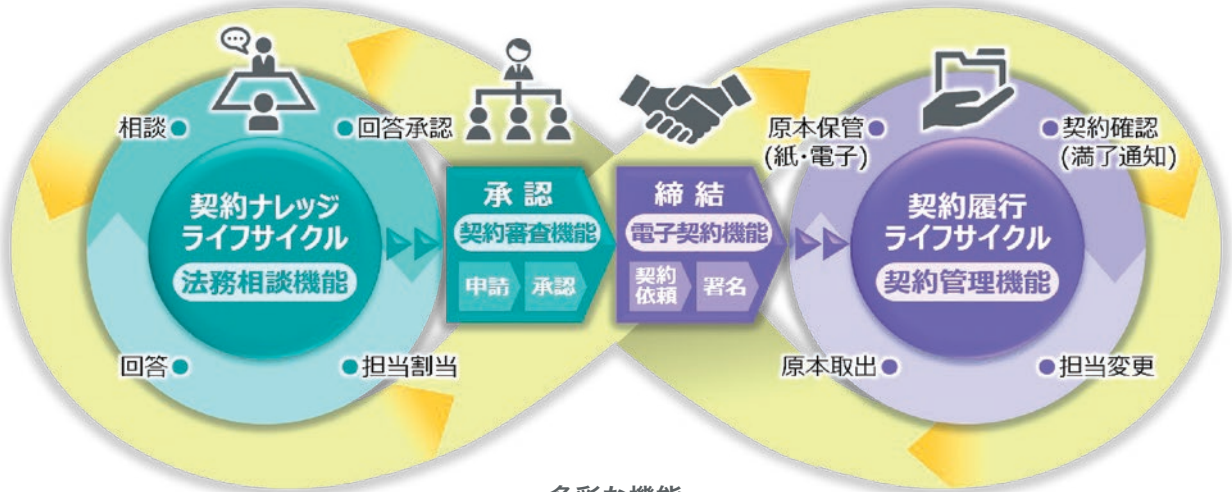 相談
回答承認
契約ナレッジ
ライフサイクル
法務相談機能
回答
担当割当
承認
契約審査機能
申請
承認
締結
電子契約機能
契約
依頼
署名
原本保管
(紙・電子)
契約確認
(満了通知)
契約履行
ライフサイクル
契約管理機能
原本取出
担当変更